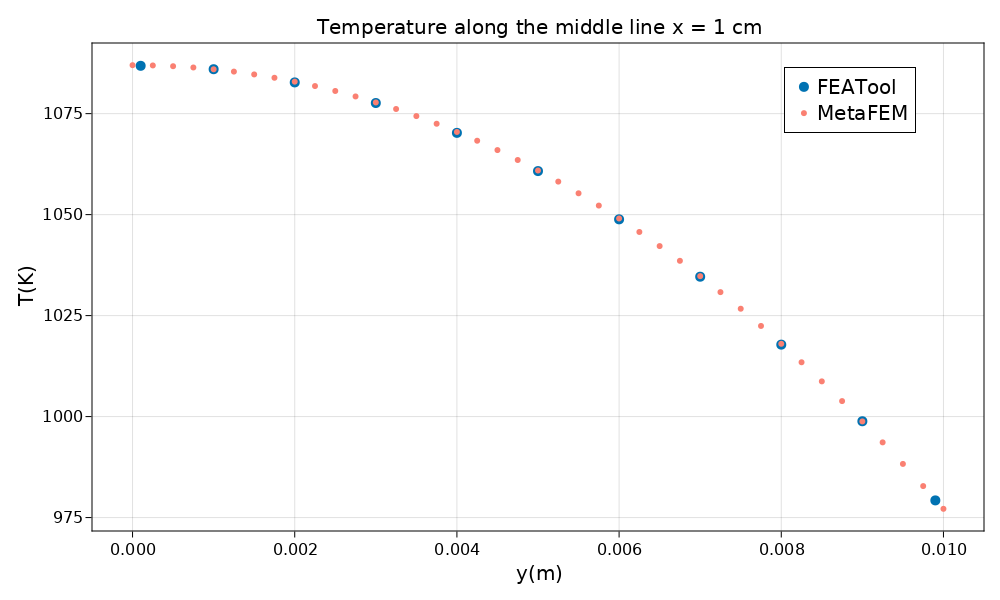 Temperature along the middle line x = 1 cm
FEATool
MetaFEM
T(K)
1075
1050
1025
1000
975
0.000 0.002 0.004 0.006 0.008 0.010
y(m)